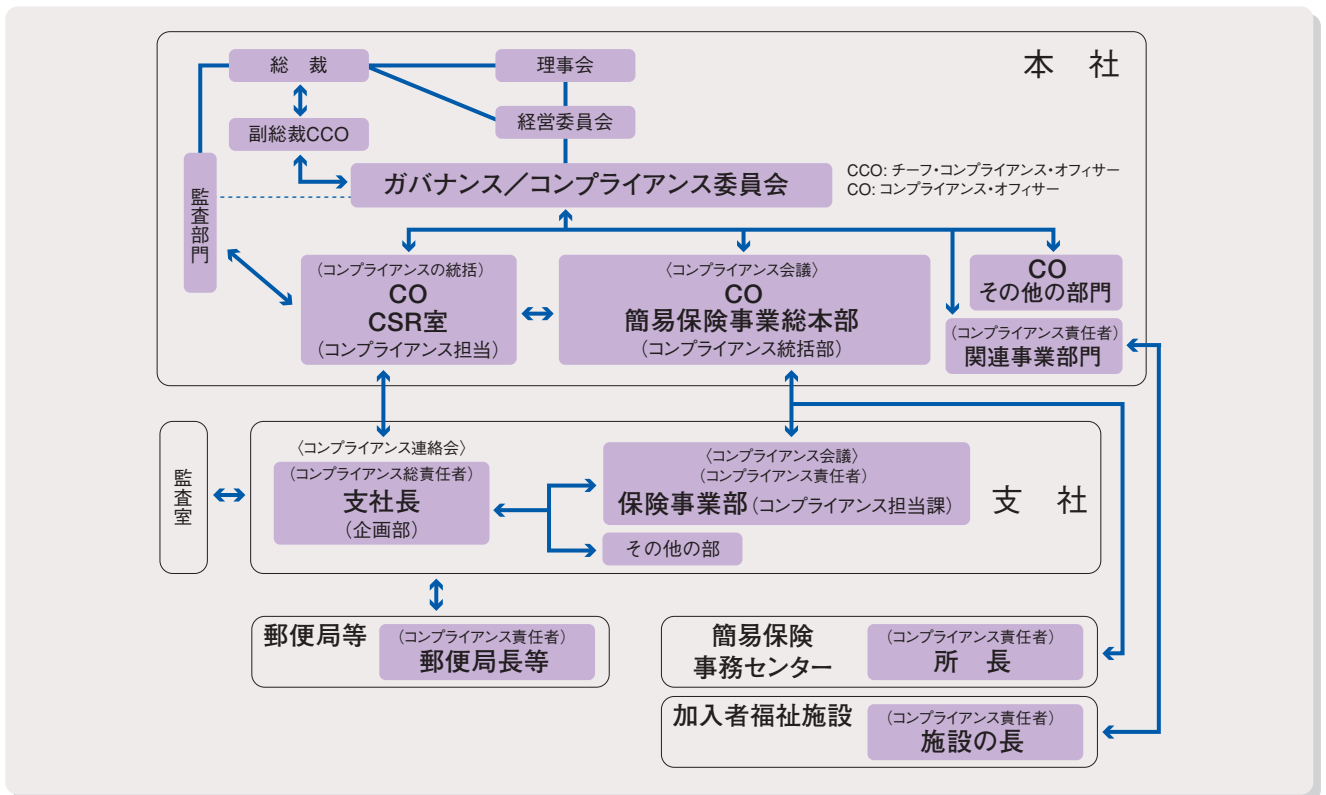 本 社
総 裁
理事会
経営委員会
副総裁CCO
ガバナンス／コンプライアンス委員会
CCO: チーフ・コンプライアンス・オフィサー
CO: コンプライアンス・オフィサー
監査部門
（コンプライアンスの統括）
CO
CSR室
（コンプライアンス担当）
〈コンプライアンス会議〉
CO
簡易保険事業総本部
（コンプライアンス統括部）
CO
その他の部門
（コンプライアンス責任者）
関連事業部門
監査室
〈コンプライアンス連絡会〉
（コンプライアンス総責任者）
支社長
（企画部）
〈コンプライアンス会議〉
（コンプライアンス責任者）
保険事業部（コンプライアンス担当課）
その他の部
支 社
郵便局等
（コンプライアンス責任者）
郵便局長等
簡易保険
事務センター
（コンプライアンス責任者）
所 長
加入者福祉施設
（コンプライアンス責任者）
施設の長